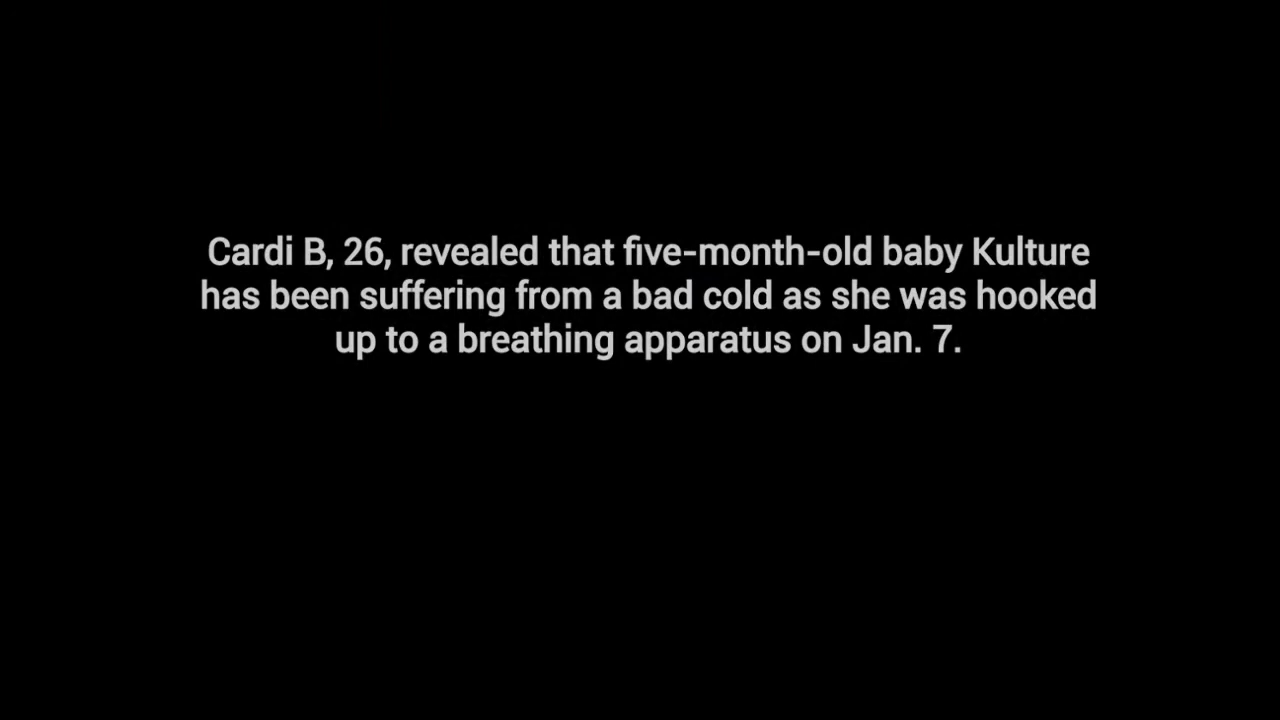 Cardi B, 26, revealed that five-month-old baby Kulture
has been suffering from a bad cold as she was hooked
up to a breathing apparatus on Jan. 7.